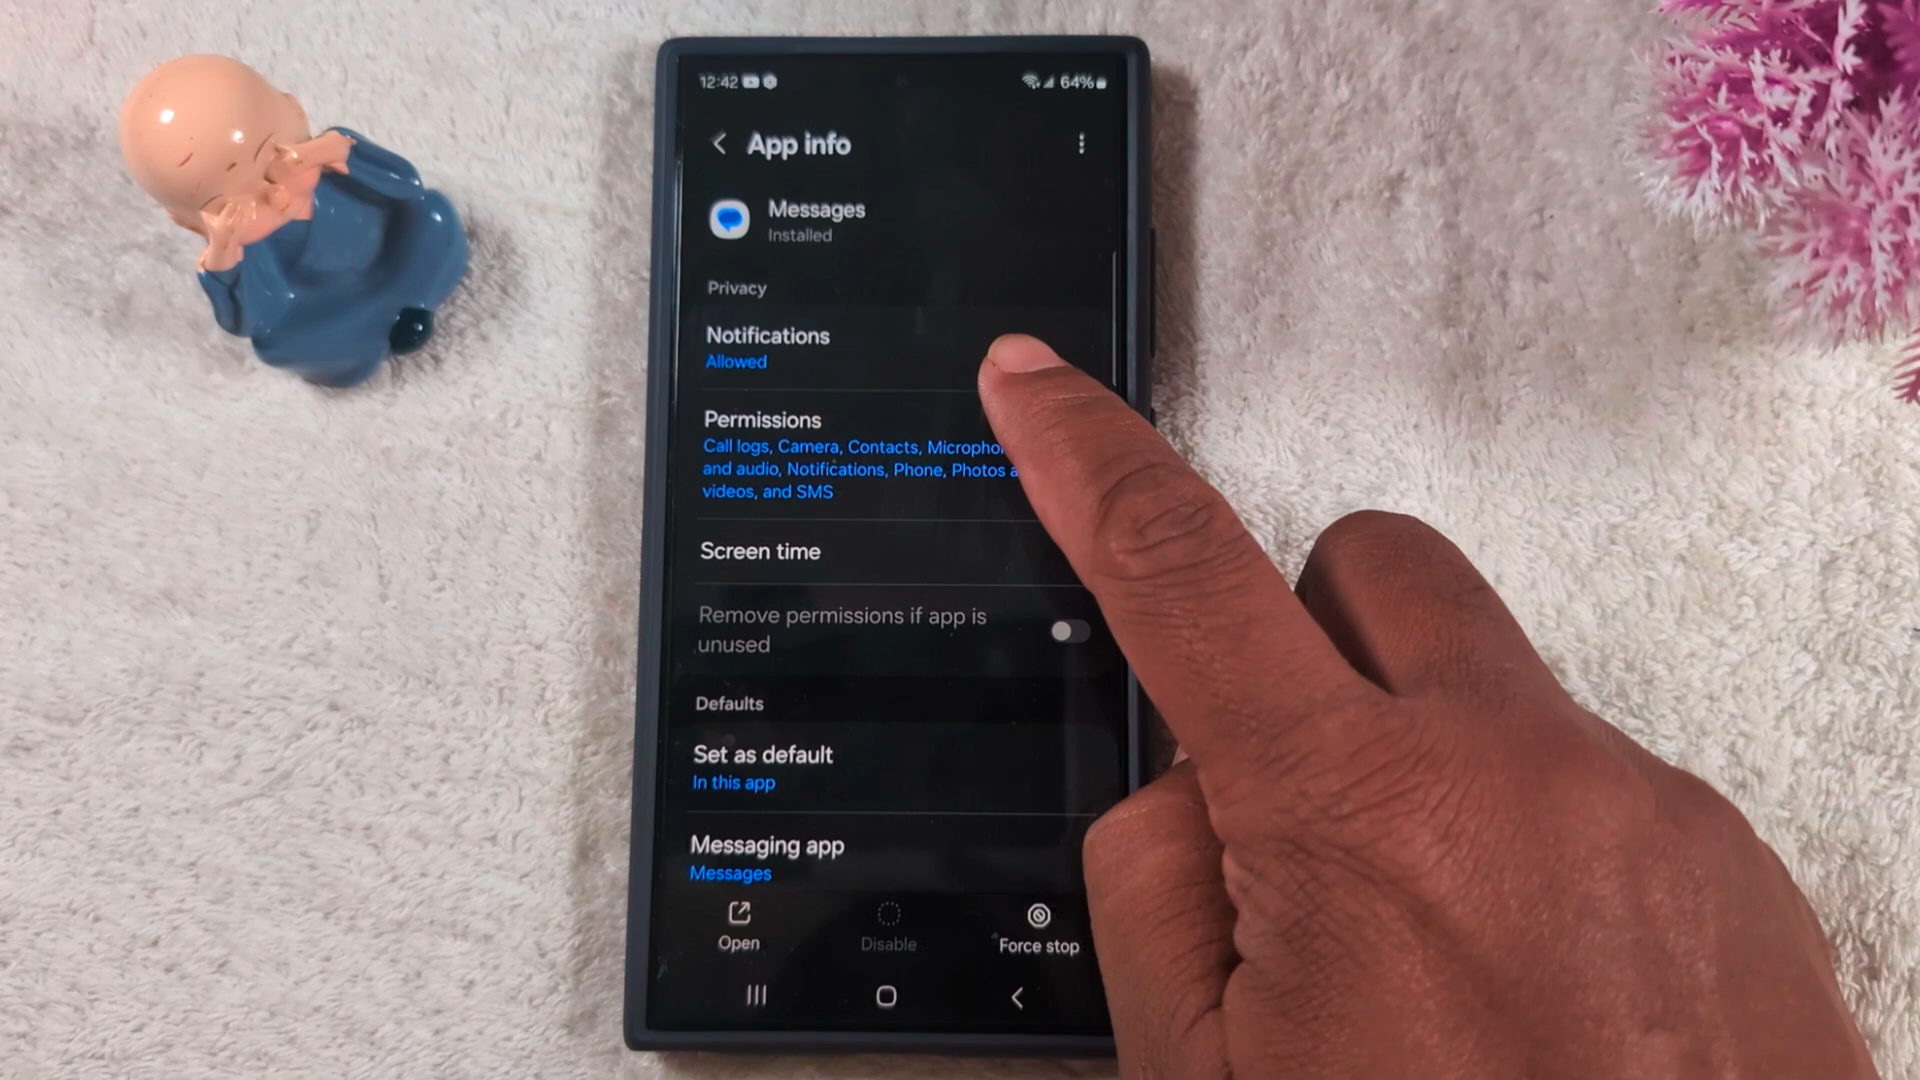 12:42
64%
App info
Messages
Installed
Privacy
Notifications
Allowed
Permissions
Call logs, Camera, Contacts,
and audio, Notifications, Phone, Photos
videos, and SMS
Screen time
Remove permissions if app is
unused
Defaults
Set as default
In this app
Messaging app
Messages
Open
Disable
Force stop